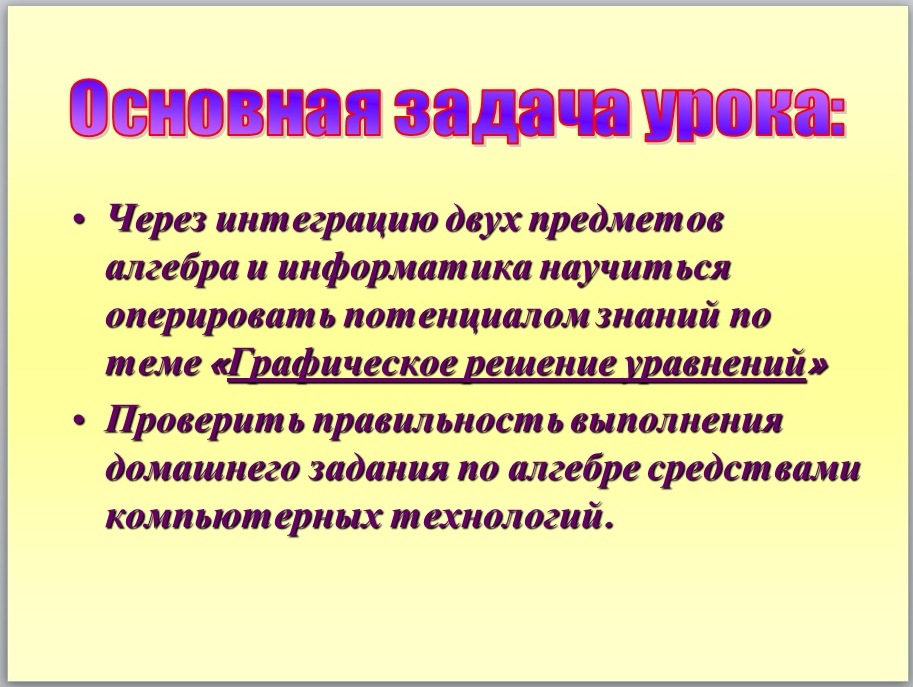 Основная задача урока:
• Через интеграцию двух предметов
алгебра и информатика научиться
оперировать потенциалом знаний по
теме «Графическое решение уравнений»
• Проверить правильность выполнения
домашнего задания по алгебре средствами
компьютерных технологий.